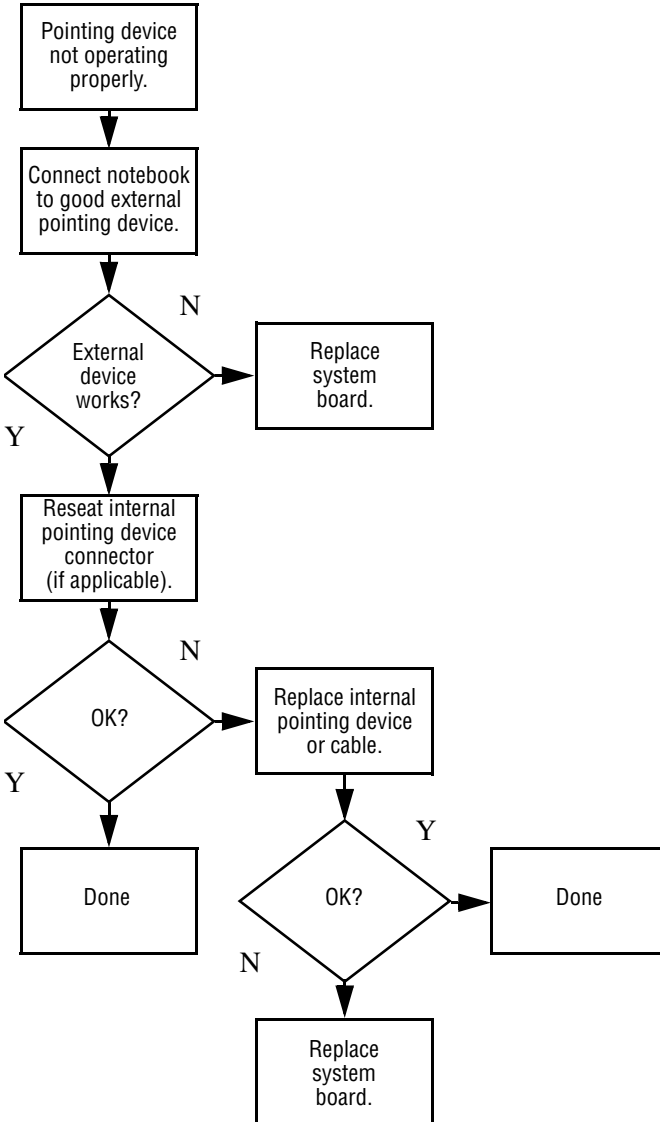 Pointing device
not operating
properly.
Connect notebook
to good external
pointing device.
N
External
device
works?
Replace
system
board.
Y
Reseat internal
pointing device
connector
(if applicable).
N
OK?
Replace internal
pointing device
or cable.
Y
Y
Done
OK?
Done
N
Replace
system
board.